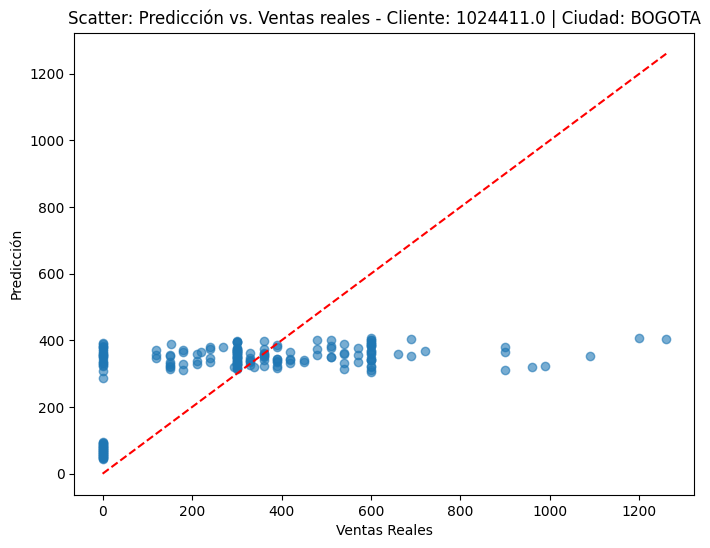 Scatter: Predicción vs. Ventas reales - Cliente: 1024411.0 | Ciudad: BOGOTA
1200
1000
800
600
400
200
0
Predicción
0 200 400 600 800 1000 1200
Ventas Reales